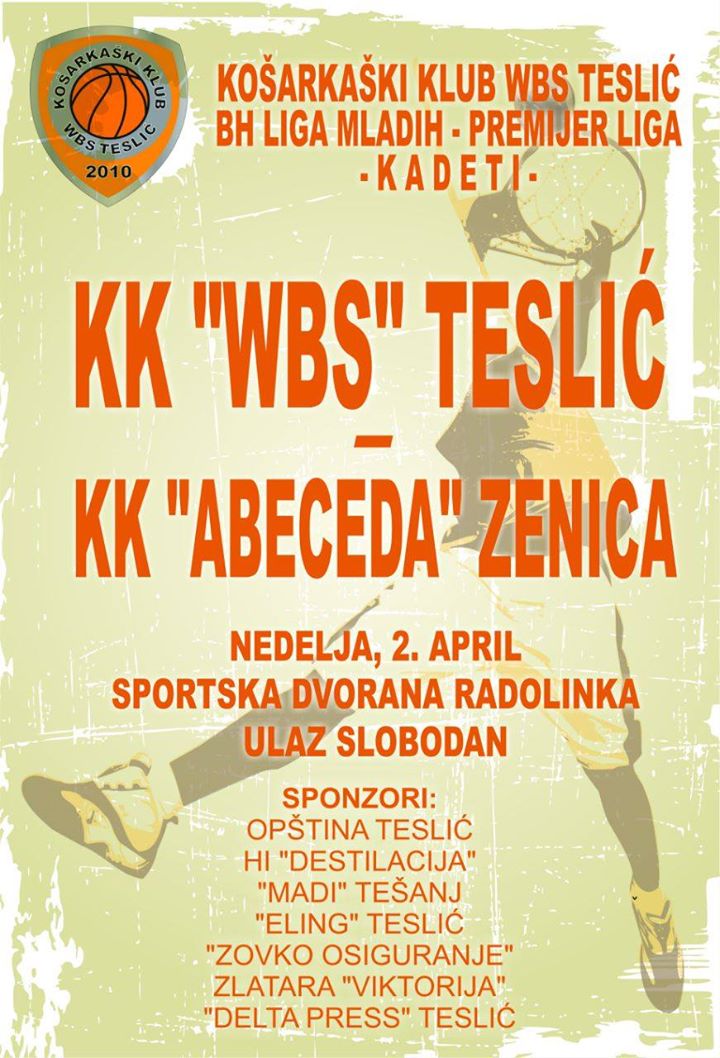 KOŠARKAŠKI KLUB
WBS TESLIĆ
2010
KOŠARKAŠKI KLUB WBS TESLIĆ
BH LIGA MLADIH - PREMIJER LIGA
- K A D E T I -
KK "WBS" TESLIĆ
–
KK "ABECEDA" ZENICA
NEDELJA, 2. APRIL
SPORTSKA DVORANA RADOLINKA
ULAZ SLOBODAN
SPONZORI:
OPŠTINA TESLIĆ
HI "DESTILACIJA"
"MADI" TEŠANJ
"ELING" TESLIĆ
"ZOVKO OSIGURANJE"
ZLATARA "VIKTORIJA"
"DELTA PRESS" TESLIĆ